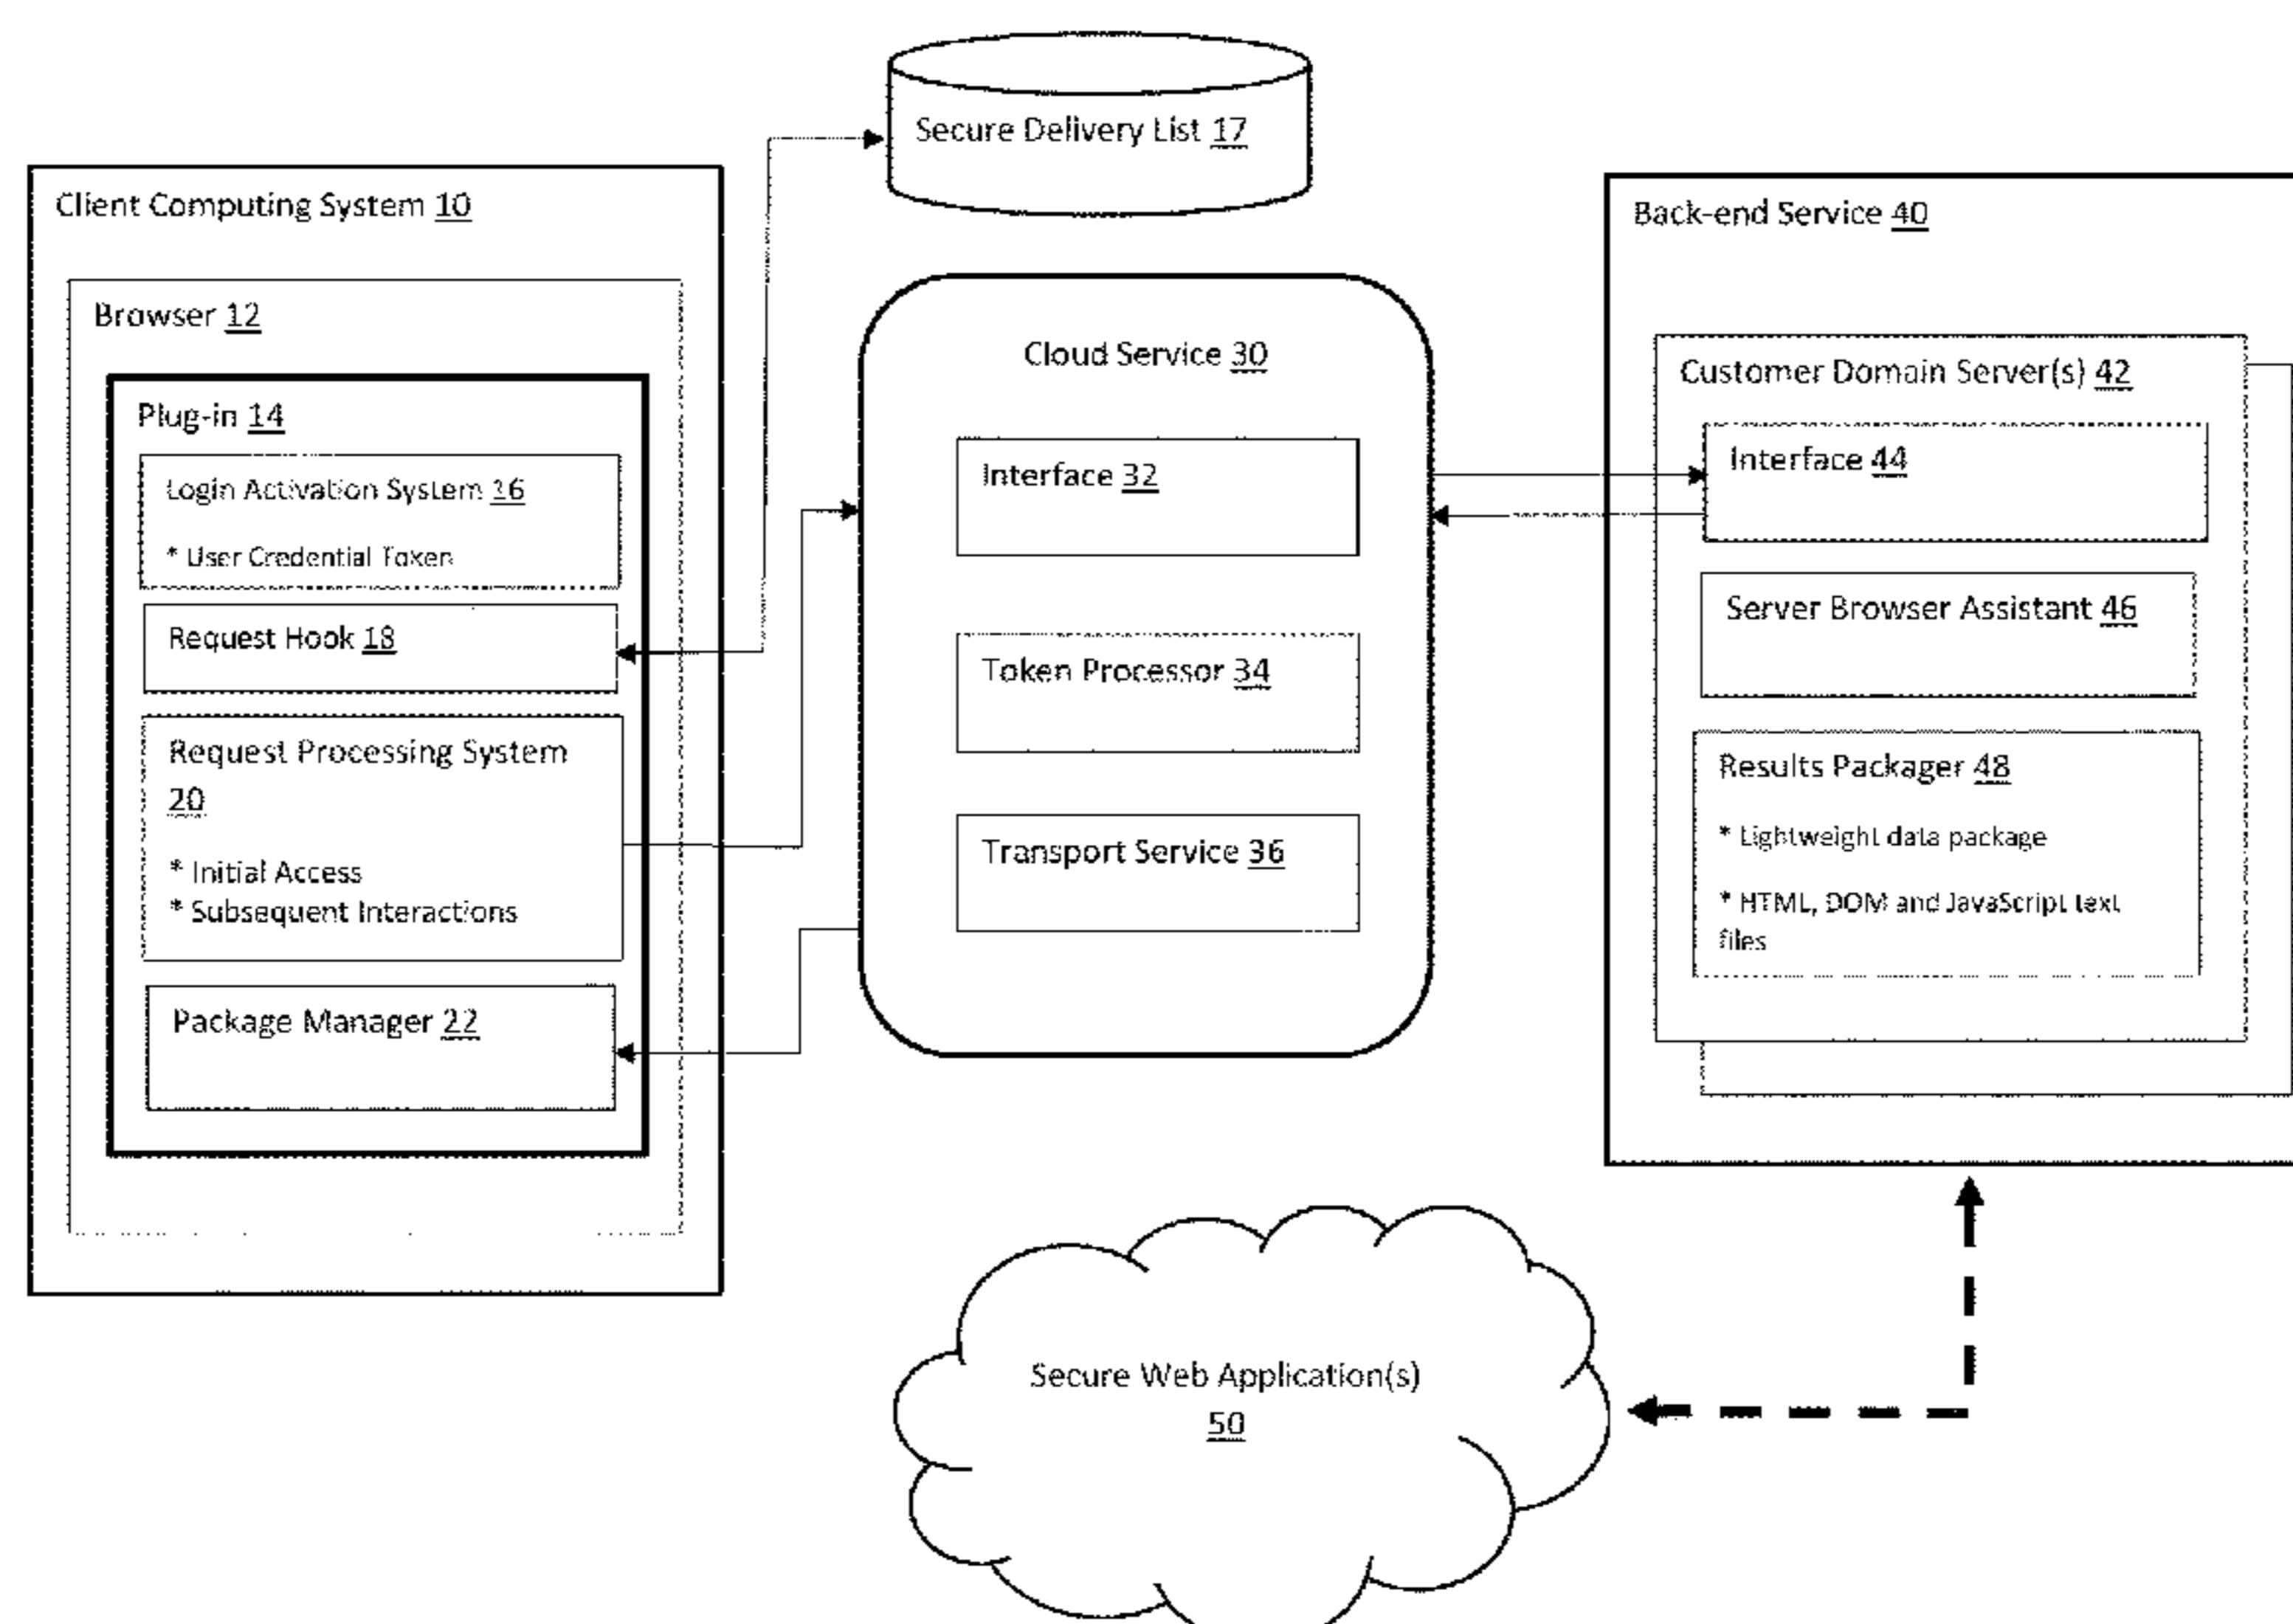 Secure Delivery List 17
Client Computing System 10
Browser 12
Plug-in 14
Login Activation System 16
* User Credential Token
Request Hook 18
Request Processing System
20
* Initial Access
* Subsequent Interactions
Package Manager 22
Cloud Service 30
Interface 32
Token Processor 34
Transport Service 36
Back-end Service 40
Customer Domain Server(s) 42
Interface 44
Server Browser Assistant 46
Results Packager 48
* Lightweight data package
* HTML, DOM and JavaScript text
files
Secure Web Application(s)
50